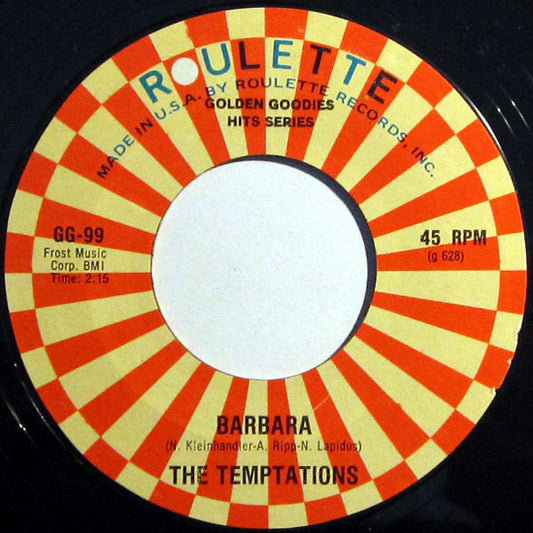 ROULETTE
MADE IN U.S.A. BY ROULETTE RECORDS, INC.
GOLDEN GOODIES
HITS SERIES
GG-99
Frost Music
Corp. BMI
Time: 2:15
45 RPM
(g 628)
BARBARA
(N. Kleinhandler-A. Ripp-N. Lapidus)
THE TEMPTATIONS